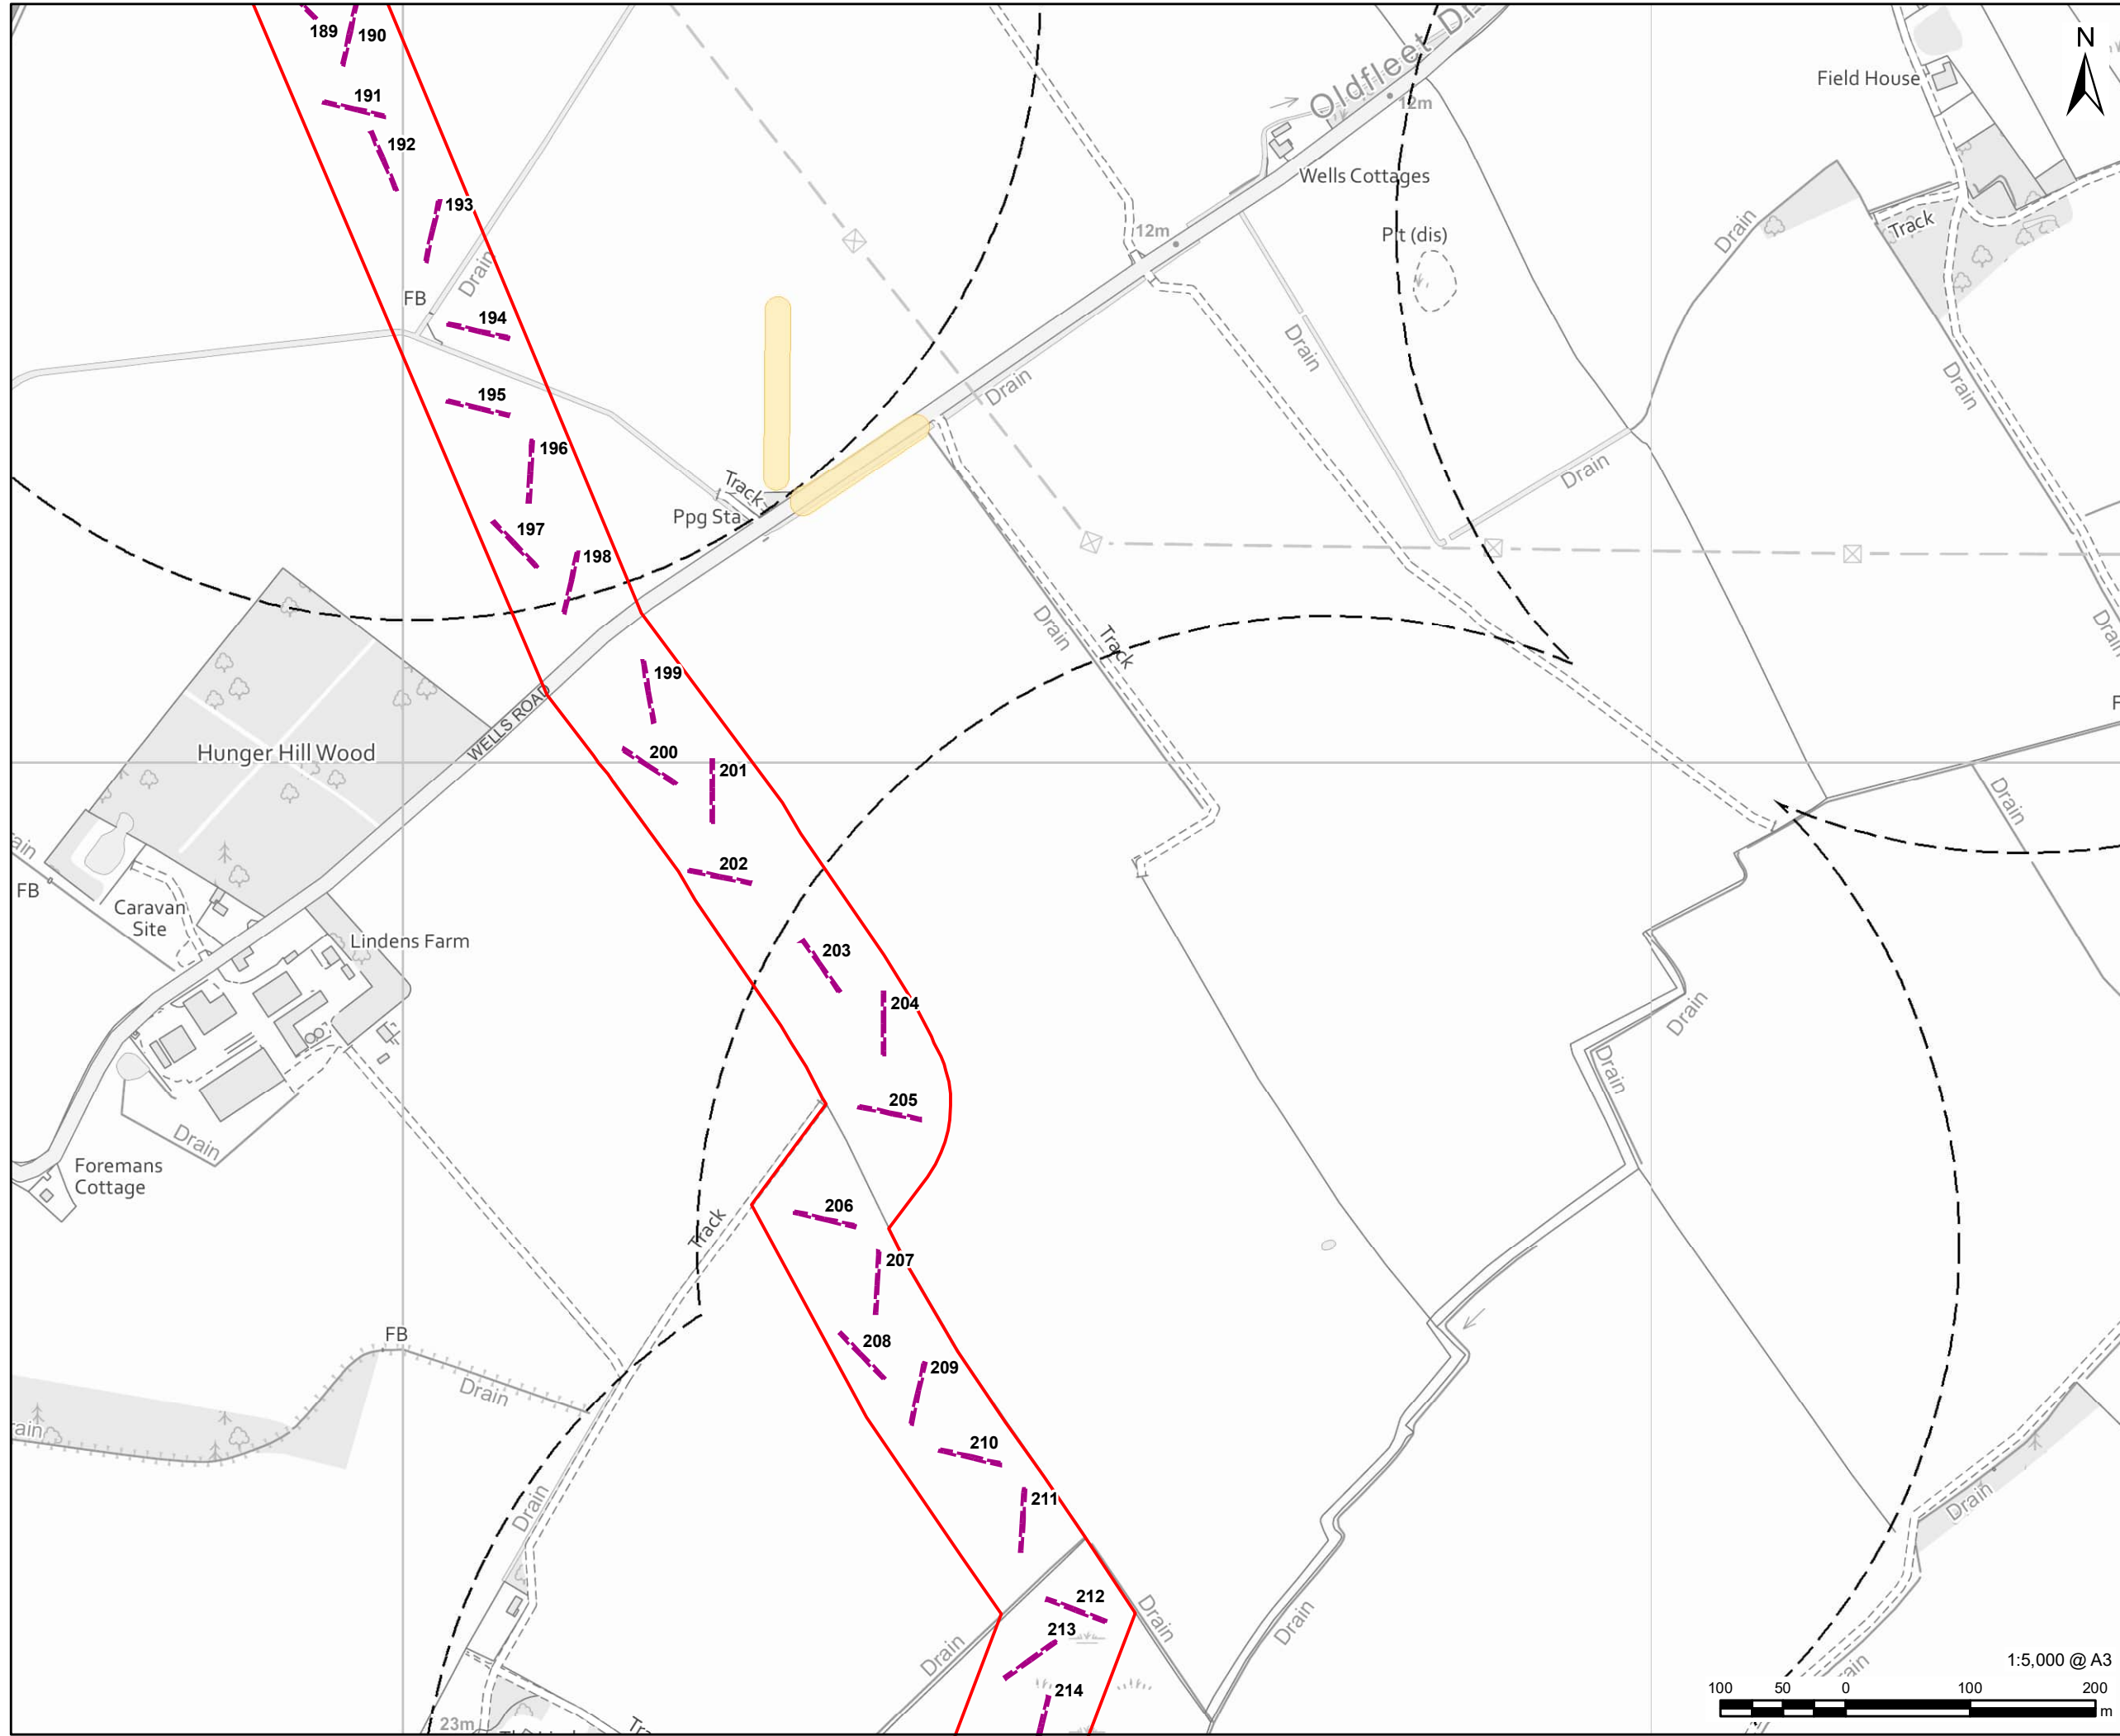 189
190
191
192
193
194
195
196
197
198
199
200
201
202
203
204
205
206
207
208
209
210
211
212
213
214
N
Field House
12m
Wells Cottages
12m
Pit (dis)
Track
Drain
Drain
FB
Drain
Drain
Drain
Drain
Track
Ppg Sta
Drain
Track
WELLS ROAD
Hunger Hill Wood
Drain
FB
Caravan
Site
Lindens Farm
Drain
Drain
Drain
Foremans
Cottage
Track
FB
Drain
Drain
Drain
Drain
Drain
Drain
23m
1:5,000 @ A3
100 50 0 100 200
m